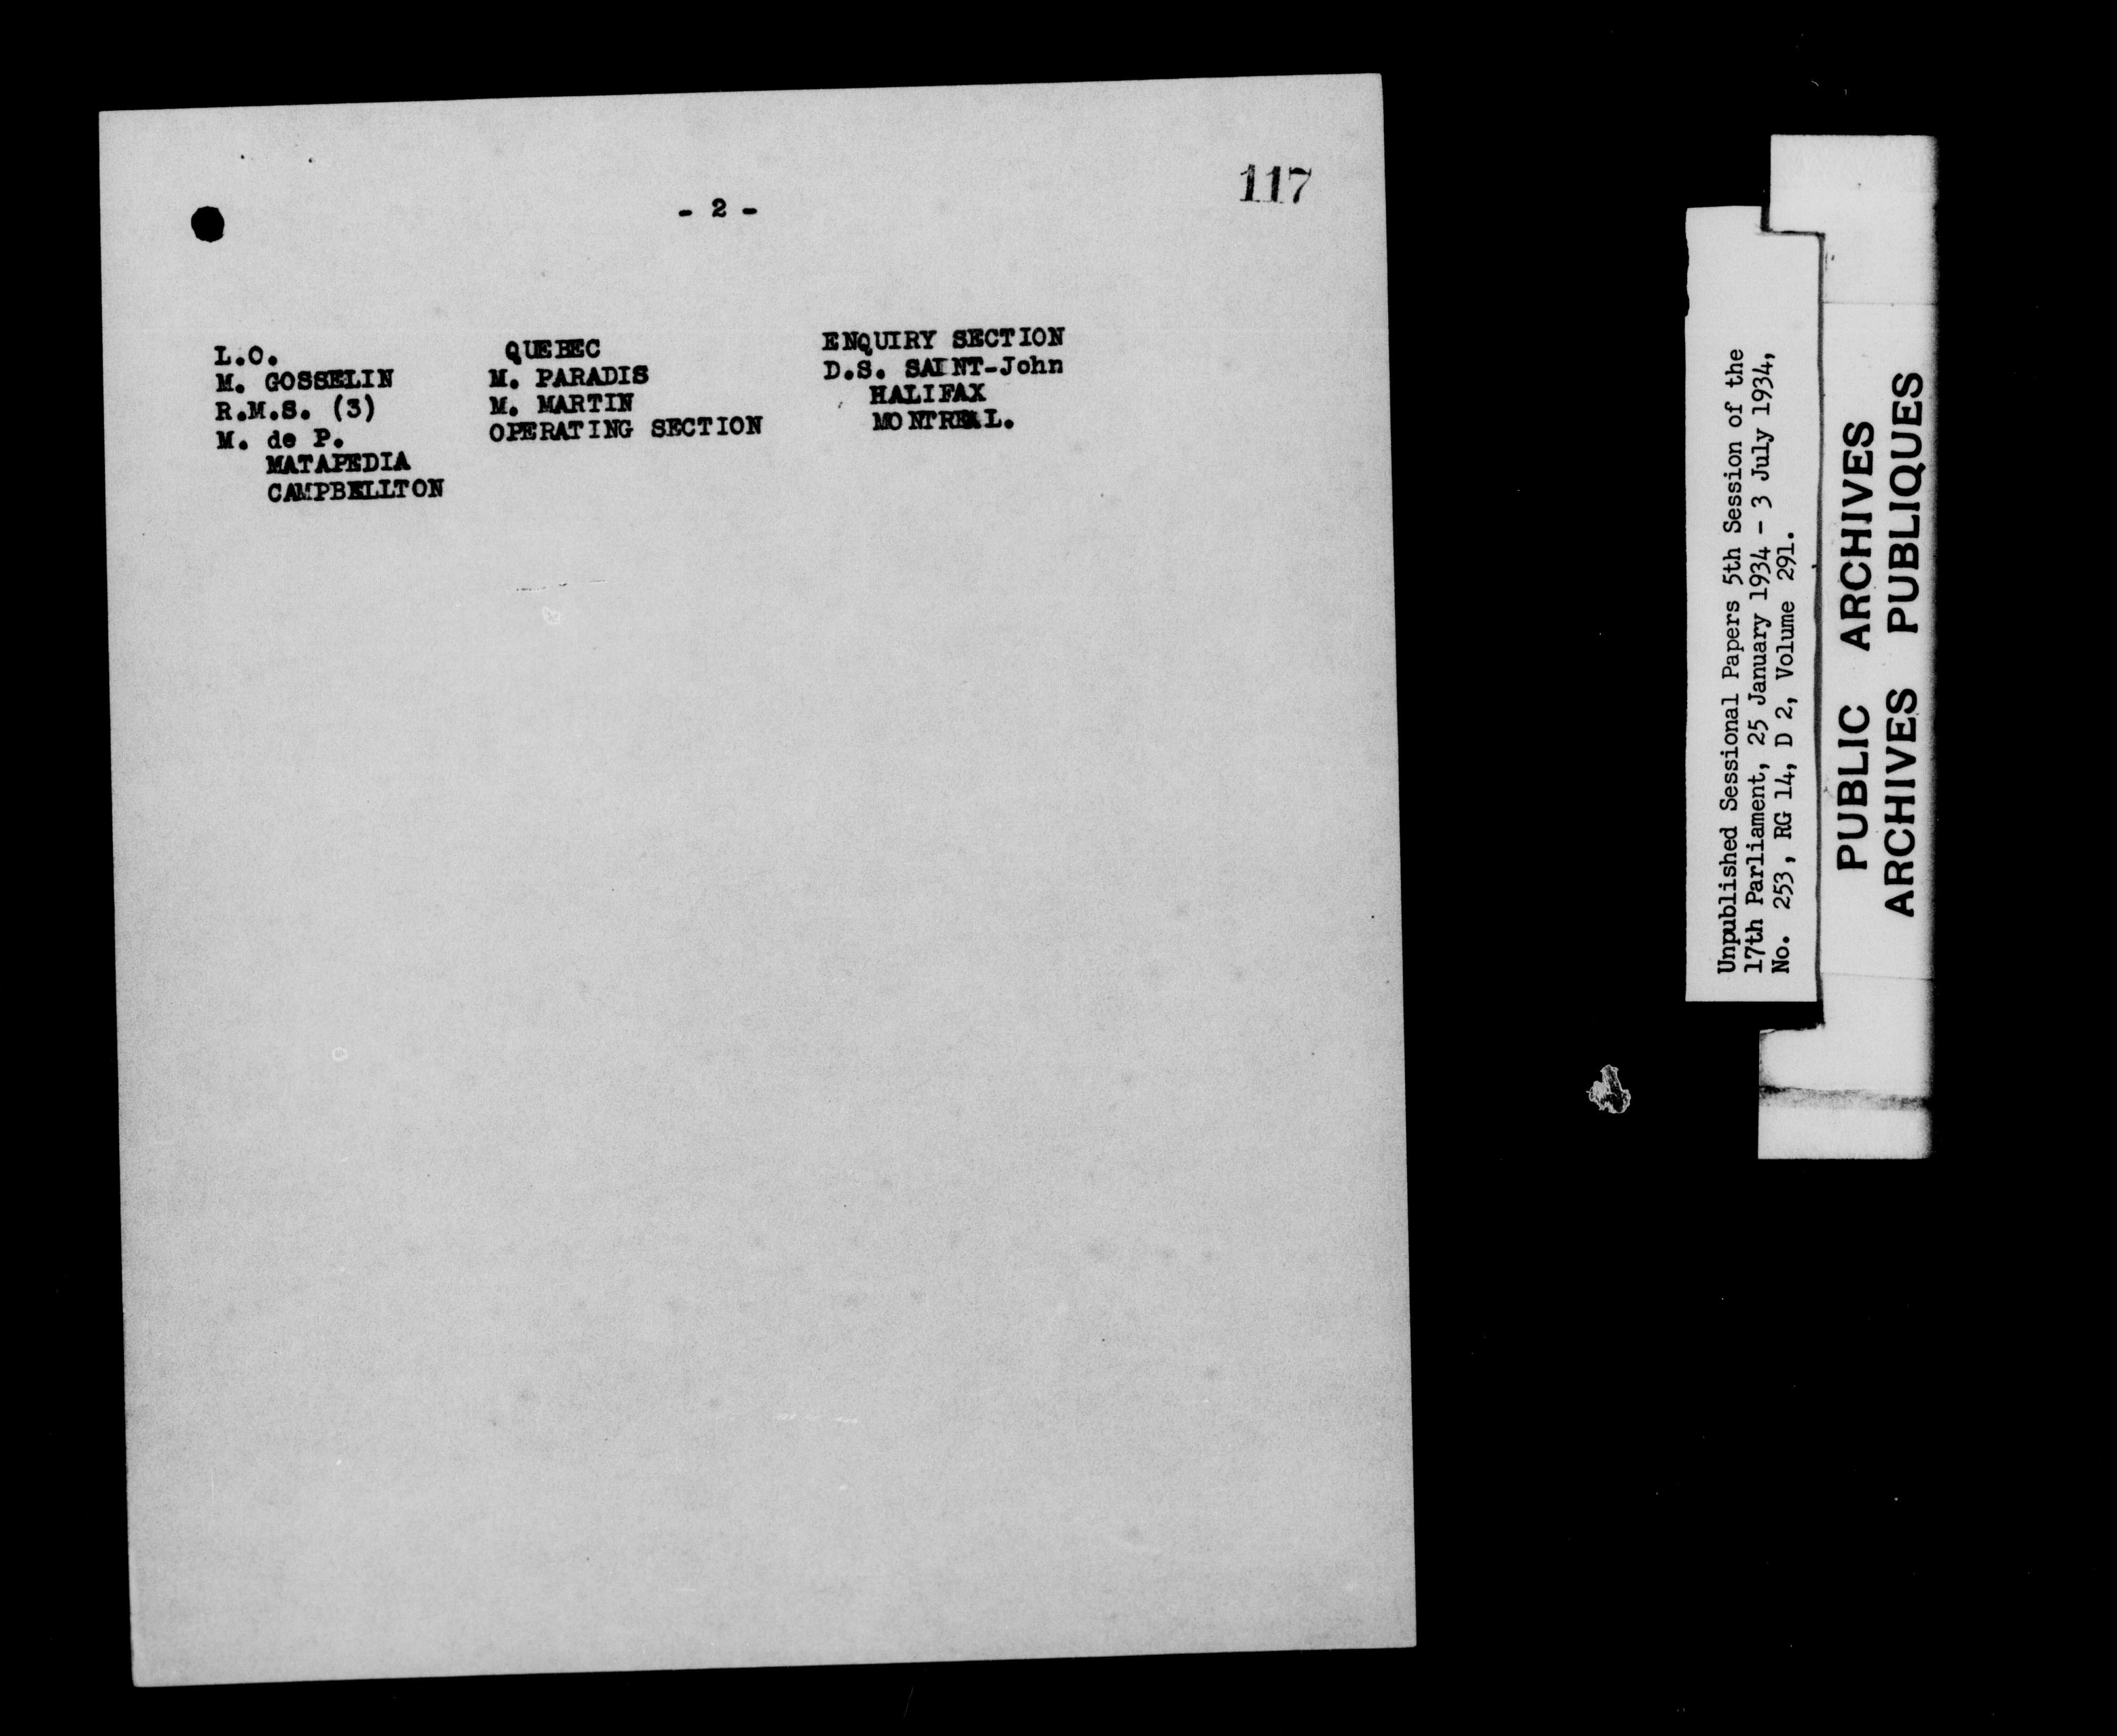 117
- 2 -
L.O.
M. GOSSELIN
R.M.S. (3)
M. de P.
MATAPEDIA
CAMPBELLTON
QUEBEC
M. PARADIS
M. MARTIN
OPERATING SECTION
ENQUIRY SECTION
D.S. SAINT-John
HALIFAX
MONTREAL.
Unpublished Sessional Papers 5th Session of the
17th Parliament, 25 January 1934 - 3 July 1934,
No. 253, RG 14, D 2, Volume 291.
PUBLIC ARCHIVES
ARCHIVES PUBLIQUES